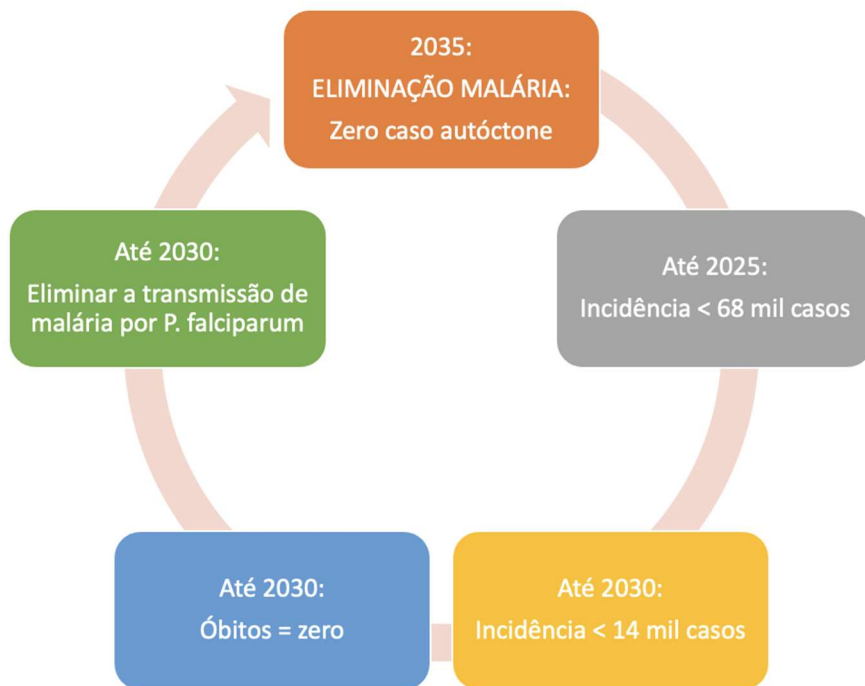 2035:
ELIMINAÇÃO MALÁRIA:
Zero caso autóctone
Até 2025:
Incidência < 68 mil casos
Até 2030:
Incidência < 14 mil casos
Até 2030:
Óbitos = zero
Até 2030:
Eliminar a transmissão de
malária por P. falciparum